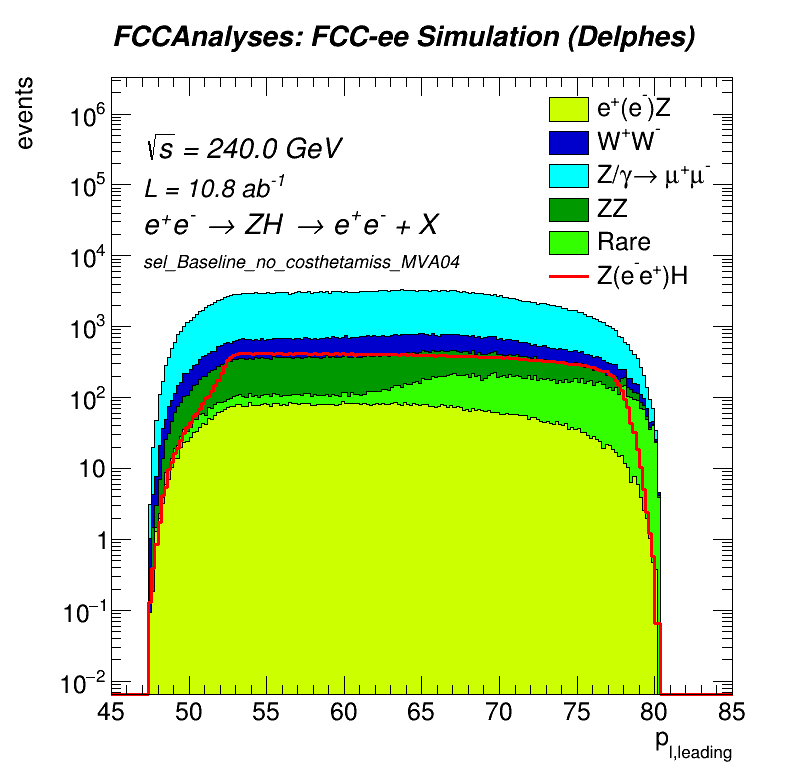 FCCAnalyses: FCC-ee Simulation (Delphes)
events
10⁶
10⁵
10⁴
10³
10²
10
1
10⁻¹
10⁻²
√s = 240.0 GeV
L = 10.8 ab⁻¹
e⁺e⁻ → ZH → e⁺e⁻ + X
sel_Baseline_no_costhetamiss_MVA04
e⁺(e⁻)Z
W⁺W⁻
Z/γ→ μ⁺μ⁻
ZZ
Rare
Z(e⁻e⁺)H
45 50 55 60 65 70 75 80 85
p_l,leading